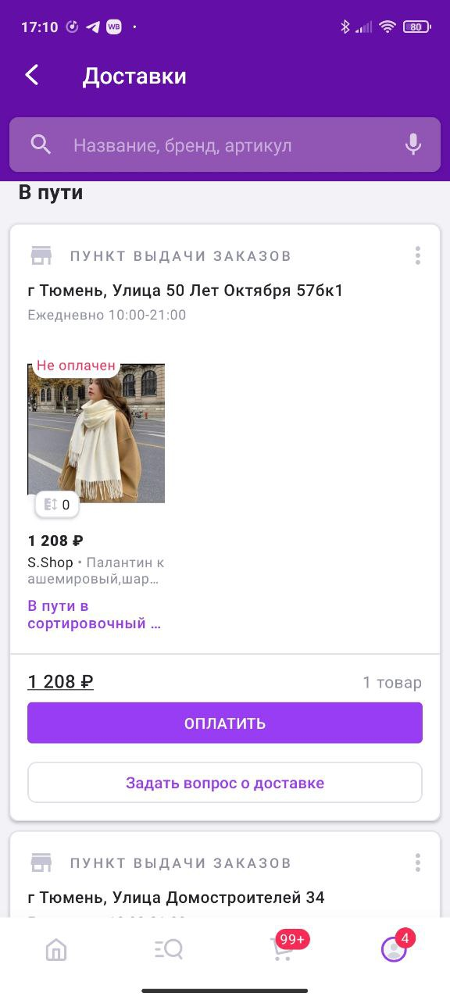 17:10 WB 80
Доставки
Название, бренд, артикул
В пути
ПУНКТ ВЫДАЧИ ЗАКАЗОВ
г Тюмень, Улица 50 Лет Октября 57бк1
Ежедневно 10:00-21:00
Не оплачен
0
1 208 ₽
S.Shop • Палантин к
ашемировый,шар...
В пути в
сортировочный ...
1 208 ₽ 1 товар
ОПЛАТИТЬ
Задать вопрос о доставке
ПУНКТ ВЫДАЧИ ЗАКАЗОВ
г Тюмень, Улица Домостроителей 34
99+ 4